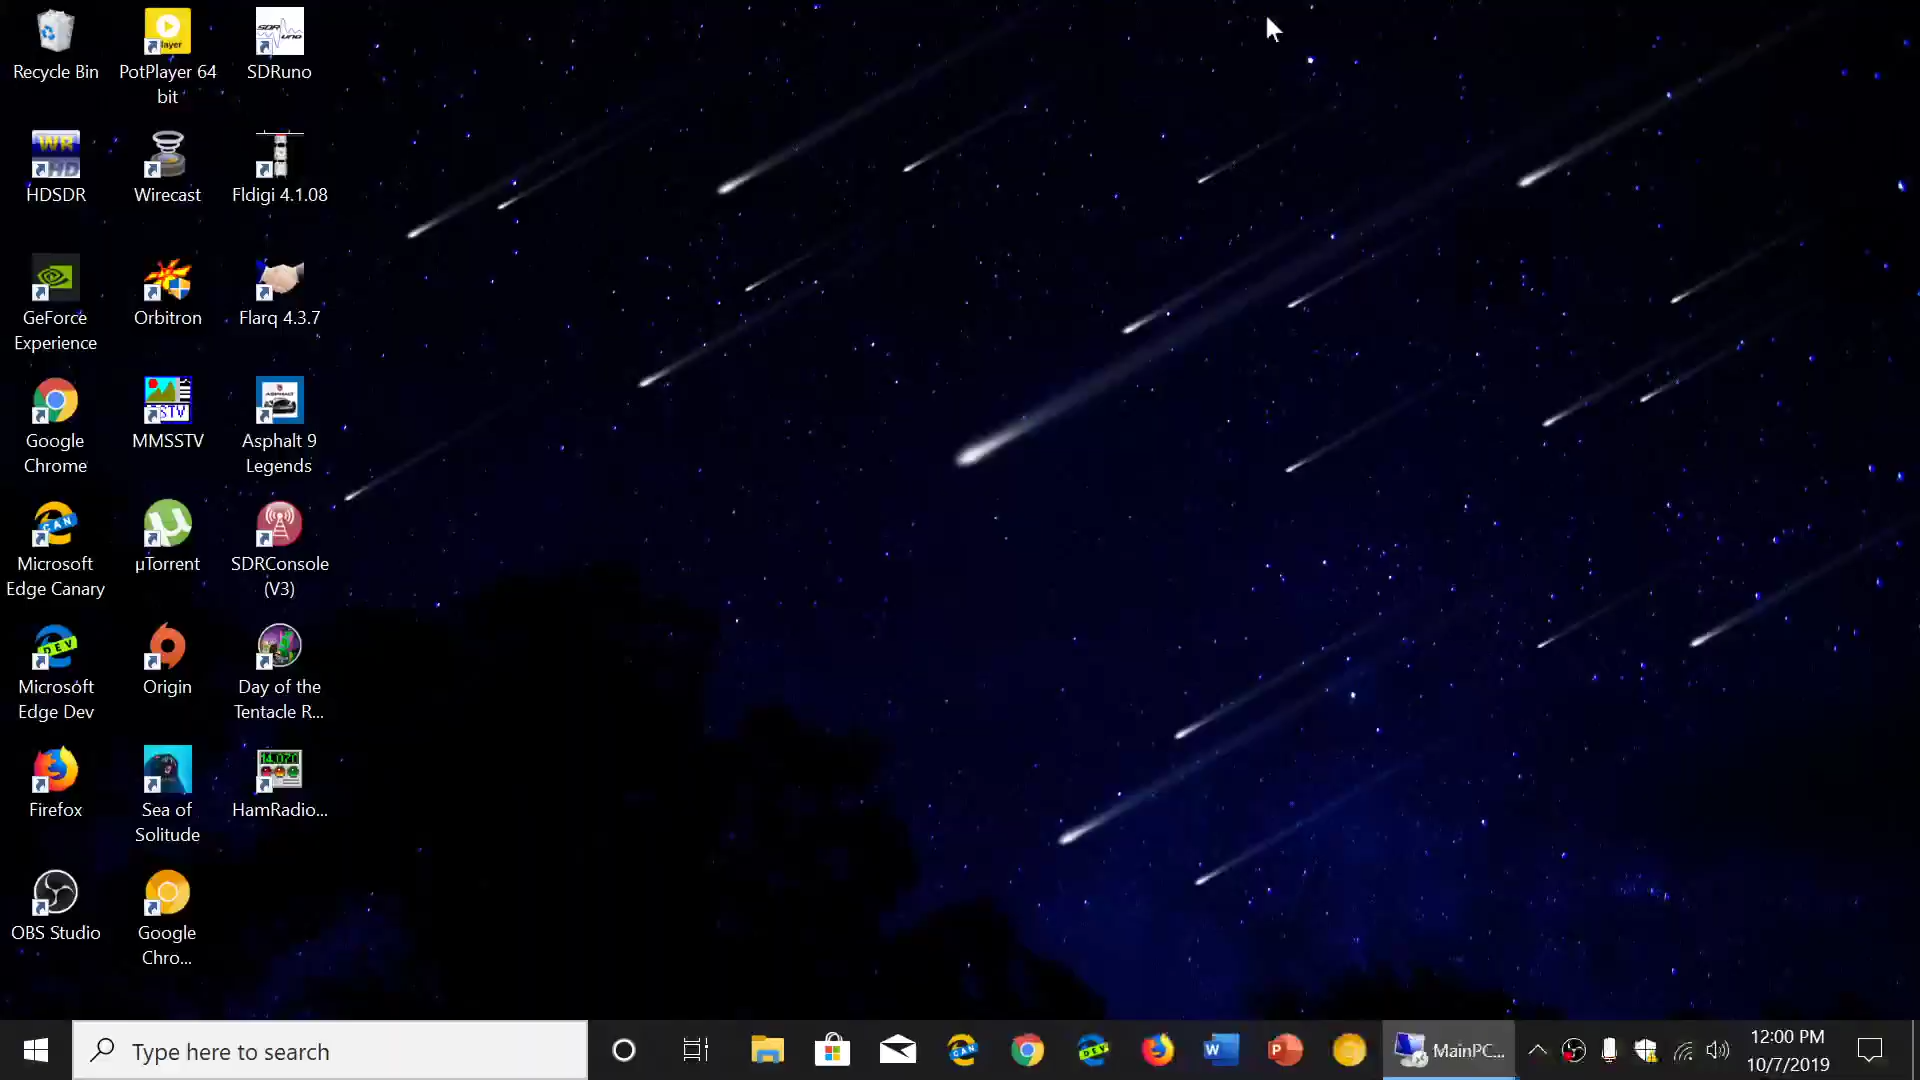 Recycle Bin
PotPlayer 64
bit
SDRuno
HDSDR
Wirecast
Fldigi 4.1.08
GeForce
Experience
Orbitron
Flarq 4.3.7
Google
Chrome
MMSSTV
Asphalt 9
Legends
Microsoft
Edge Canary
µTorrent
SDRConsole
(V3)
Microsoft
Edge Dev
Origin
Day of the
Tentacle R...
Firefox
Sea of
Solitude
HamRadio...
OBS Studio
Google
Chro...
Type here to search
MainPC...
12:00 PM
10/7/2019